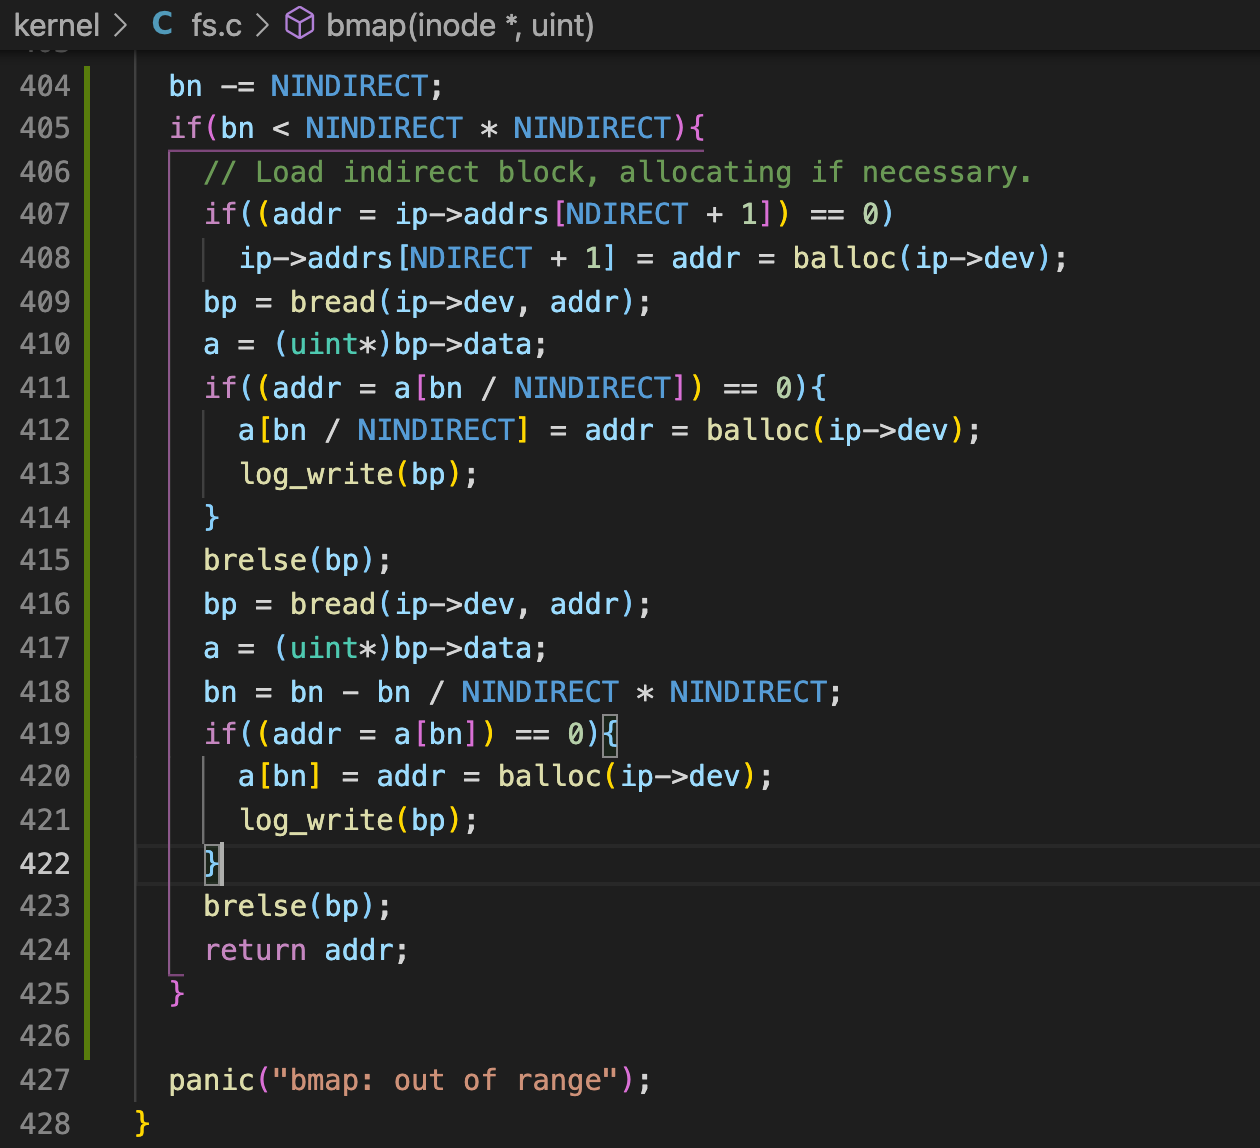 kernel > C fs.c > bmap(inode *, uint)
404 bn -= NINDIRECT;
405 if(bn < NINDIRECT * NINDIRECT){
406 // Load indirect block, allocating if necessary.
407 if((addr = ip->addrs[NDIRECT + 1]) == 0)
408 ip->addrs[NDIRECT + 1] = addr = balloc(ip->dev);
409 bp = bread(ip->dev, addr);
410 a = (uint*)bp->data;
411 if((addr = a[bn / NINDIRECT]) == 0){
412 a[bn / NINDIRECT] = addr = balloc(ip->dev);
413 log_write(bp);
414 }
415 brelse(bp);
416 bp = bread(ip->dev, addr);
417 a = (uint*)bp->data;
418 bn = bn - bn / NINDIRECT * NINDIRECT;
419 if((addr = a[bn]) == 0){
420 a[bn] = addr = balloc(ip->dev);
421 log_write(bp);
422 }
423 brelse(bp);
424 return addr;
425 }
426
427 panic("bmap: out of range");
428 }